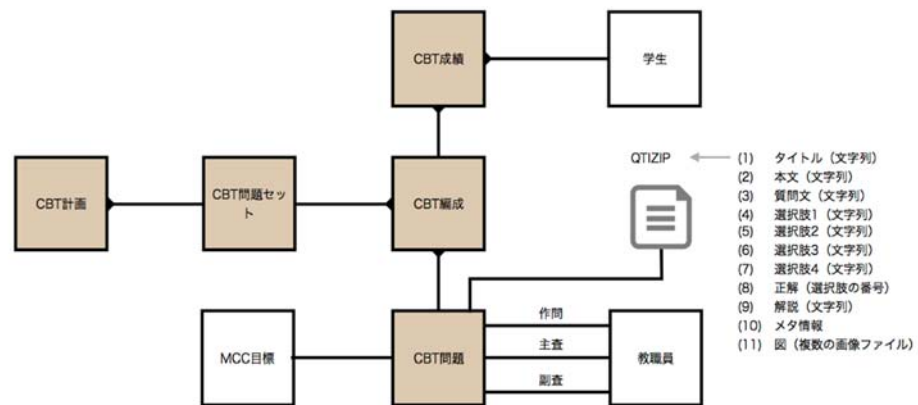 CBT成績
学生
CBT計画
CBT問題セッ
ト
CBT編成
QTIZIP
(1) タイトル（文字列）
(2) 本文（文字列）
(3) 質問文（文字列）
(4) 選択肢1（文字列）
(5) 選択肢2（文字列）
(6) 選択肢3（文字列）
(7) 選択肢4（文字列）
(8) 正解（選択肢の番号）
(9) 解説（文字列）
(10) メタ情報
(11) 図（複数の画像ファイル）
MCC目標
CBT問題
作問
主査
副査
教職員